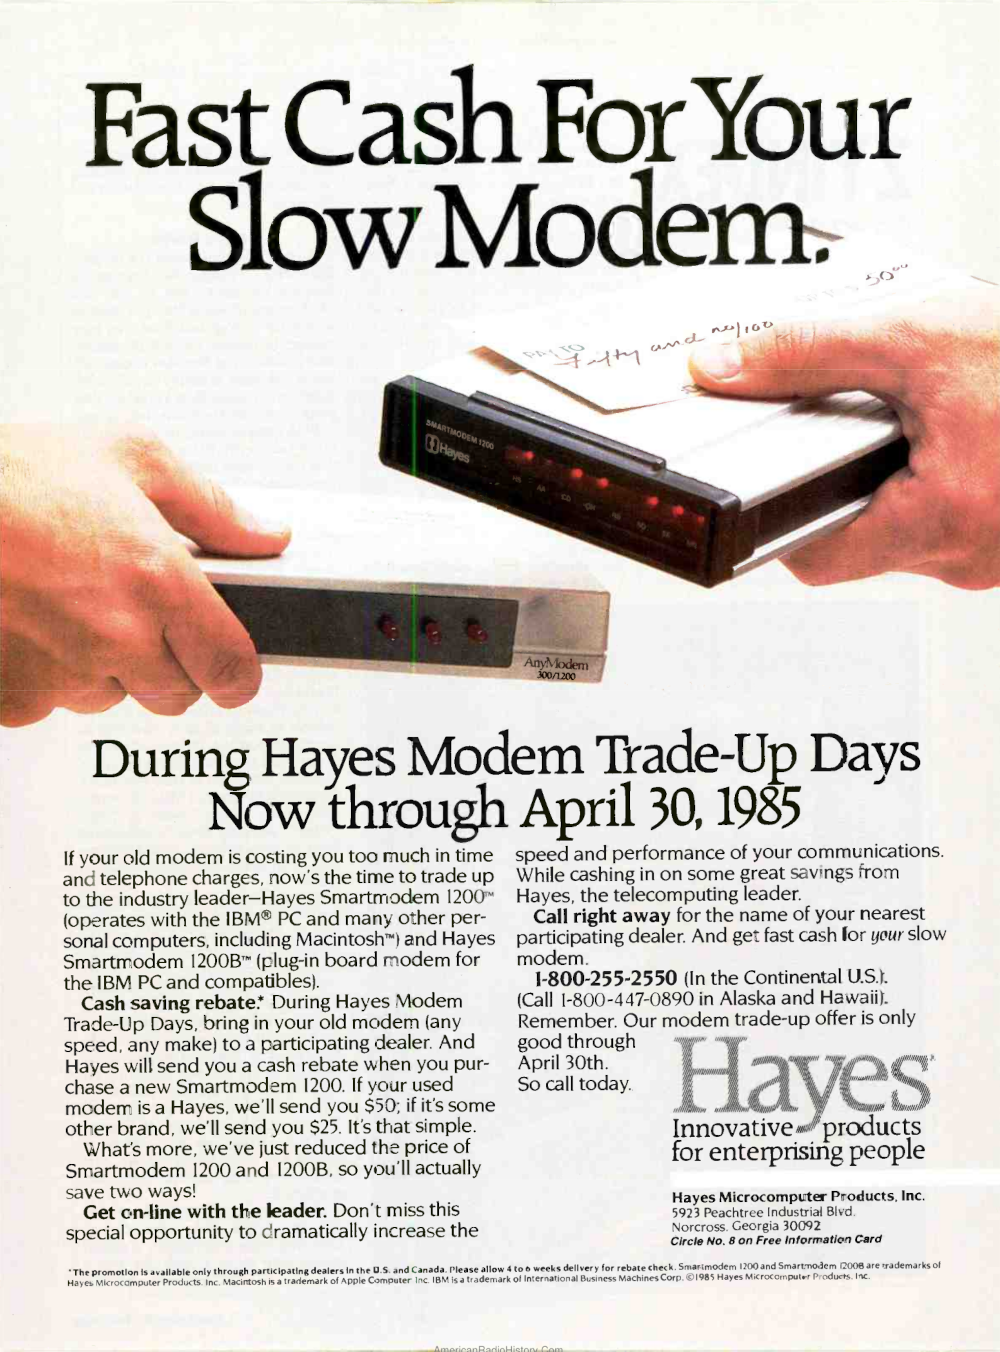 Fast Cash For Your
Slow Modem.
50⁰⁰
PAY TO
Fifty and no/100
SMARTMODEM 1200
Hayes
HS AA CD OH RD SD TR MR
AnyModem
300/1200
During Hayes Modem Trade-Up Days
Now through April 30, 1985
If your old modem is costing you too much in time
and telephone charges, now's the time to trade up
to the industry leader—Hayes Smartmodem 1200™
(operates with the IBM® PC and many other per-
sonal computers, including Macintosh™) and Hayes
Smartmodem 1200B™ (plug-in board modem for
the IBM PC and compatibles).
Cash saving rebate.* During Hayes Modem
Trade-Up Days, bring in your old modem (any
speed, any make) to a participating dealer. And
Hayes will send you a cash rebate when you pur-
chase a new Smartmodem 1200. If your used
modem is a Hayes, we'll send you $50; if it's some
other brand, we'll send you $25. It's that simple.
What's more, we've just reduced the price of
Smartmodem 1200 and 1200B, so you'll actually
save two ways!
Get on-line with the leader. Don't miss this
special opportunity to dramatically increase the
speed and performance of your communications.
While cashing in on some great savings from
Hayes, the telecomputing leader.
Call right away for the name of your nearest
participating dealer. And get fast cash for your slow
modem.
1-800-255-2550 (In the Continental U.S.).
(Call 1-800-447-0890 in Alaska and Hawaii).
Remember. Our modem trade-up offer is only
good through
April 30th.
So call today.
Hayes®
Innovative products
for enterprising people
Hayes Microcomputer Products, Inc.
5923 Peachtree Industrial Blvd.
Norcross, Georgia 30092
Circle No. 8 on Free Information Card
*The promotion is available only through participating dealers in the U.S. and Canada. Please allow 4 to 6 weeks delivery for rebate check. Smartmodem 1200 and Smartmodem 1200B are trademarks of
Hayes Microcomputer Products, Inc. Macintosh is a trademark of Apple Computer Inc. IBM is a trademark of International Business Machines Corp. ©1985 Hayes Microcomputer Products, Inc.
AmericanRadioHistory.Com